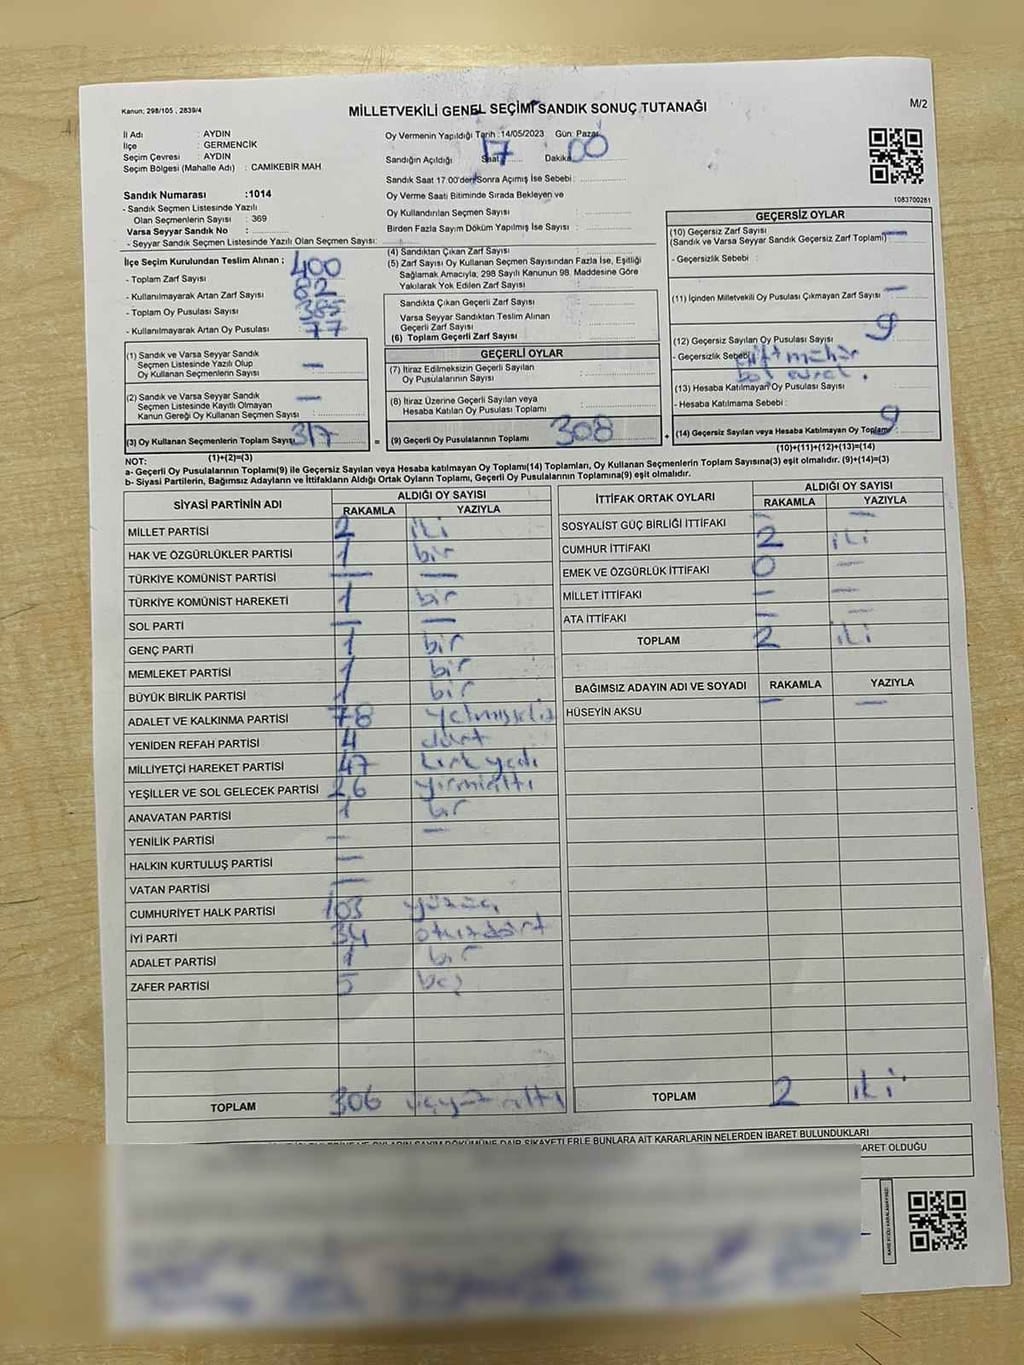 Kanun: 298/105 , 2839/4
MİLLETVEKİLİ GENEL SEÇİMİ SANDIK SONUÇ TUTANAĞI
M/2
İl Adı : AYDIN
İlçe : GERMENCİK
Seçim Çevresi : AYDIN
Seçim Bölgesi (Mahalle Adı) : CAMİKEBİR MAH.
Oy Vermenin Yapıldığı Tarih :14/05/2023 Gün: Pazar
Sandığın Açıldığı Saat 17 Dakika 00
Sandık Saat 17.00'den Sonra Açımış İse Sebebi :
Oy Verme Saati Bitiminde Sırada Bekleyen ve
Oy Kullandırılan Seçmen Sayısı :
Birden Fazla Sayım Döküm Yapılmış İse Sayısı :
1083700281
Sandık Numarası :1014
- Sandık Seçmen Listesinde Yazılı
Olan Seçmenlerin Sayısı : 369
Varsa Seyyar Sandık No :
- Seyyar Sandık Seçmen Listesinde Yazılı Olan Seçmen Sayısı:
İlçe Seçim Kurulundan Teslim Alınan :
- Toplam Zarf Sayısı 400
- Kullanılmayarak Artan Zarf Sayısı 82
- Toplam Oy Pusulası Sayısı 385
- Kullanılmayarak Artan Oy Pusulası 77
(1) Sandık ve Varsa Seyyar Sandık
Seçmen Listesinde Yazılı Olup
Oy Kullanan Seçmenlerin Sayısı —
(2) Sandık ve Varsa Seyyar Sandık
Seçmen Listesinde Kayıtlı Olmayan
Kanun Gereği Oy Kullanan Seçmen Sayısı : —
(3) Oy Kullanan Seçmenlerin Toplam Sayısı 317
(1)+(2)=(3)
(4) Sandıktan Çıkan Zarf Sayısı :
(5) Zarf Sayısı Oy Kullanan Seçmen Sayısından Fazla İse, Eşitliği
Sağlamak Amacıyla, 298 Sayılı Kanunun 98. Maddesine Göre
Yakılarak Yok Edilen Zarf Sayısı :
Sandıkta Çıkan Geçerli Zarf Sayısı :
Varsa Seyyar Sandıktan Teslim Alınan
Geçerli Zarf Sayısı :
(6) Toplam Geçerli Zarf Sayısı :
GEÇERLİ OYLAR
(7) İtiraz Edilmeksizin Geçerli Sayılan
Oy Pusulalarının Sayısı :
(8) İtiraz Üzerine Geçerli Sayılan veya
Hesaba Katılan Oy Pusulası Toplamı :
= (9) Geçerli Oy Pusulalarının Toplamı 308 +
GEÇERSİZ OYLAR
(10) Geçersiz Zarf Sayısı
(Sandık ve Varsa Seyyar Sandık Geçersiz Zarf Toplamı) —
- Geçersizlik Sebebi :
(11) İçinden Milletvekili Oy Pusulası Çıkmayan Zarf Sayısı —
(12) Geçersiz Sayılan Oy Pusulası Sayısı : 9
- Geçersizlik Sebebi çift mühür
(13) Hesaba Katılmayan Oy Pusulası Sayısı :
- Hesaba Katılmama Sebebi :
(14) Geçersiz Sayılan veya Hesaba Katılmayan Oy Toplamı 9
(10)+(11)+(12)+(13)=(14)
NOT:
a- Geçerli Oy Pusulalarının Toplamı(9) ile Geçersiz Sayılan veya Hesaba Katılmayan Oy Toplamı(14) Toplamları, Oy Kullanan Seçmenlerin Toplam Sayısına(3) eşit olmalıdır. (9)+(14)=(3)
b- Siyasi Partilerin, Bağımsız Adayların ve İttifakların Aldığı Ortak Oyların Toplamı, Geçerli Oy Pusulalarının Toplamına(9) eşit olmalıdır.
SİYASİ PARTİNİN ADI ALDIĞI OY SAYISI
RAKAMLA YAZIYLA
MİLLET PARTİSİ 2 iki
HAK VE ÖZGÜRLÜKLER PARTİSİ 1 bir
TÜRKİYE KOMÜNİST PARTİSİ — —
TÜRKİYE KOMÜNİST HAREKETİ 1 bir
SOL PARTİ — —
GENÇ PARTİ 1 bir
MEMLEKET PARTİSİ 1 bir
BÜYÜK BİRLİK PARTİSİ 1 bir
ADALET VE KALKINMA PARTİSİ 78 yetmişsekiz
YENİDEN REFAH PARTİSİ 4 dört
MİLLİYETÇİ HAREKET PARTİSİ 47 kırkyedi
YEŞİLLER VE SOL GELECEK PARTİSİ 26 yirmialtı
ANAVATAN PARTİSİ 1 bir
YENİLİK PARTİSİ — —
HALKIN KURTULUŞ PARTİSİ —
VATAN PARTİSİ —
CUMHURİYET HALK PARTİSİ 103 yüzüç
İYİ PARTİ 34 otuzdört
ADALET PARTİSİ 1 bir
ZAFER PARTİSİ 5 beş
TOPLAM 306 üçyüzaltı
İTTİFAK ORTAK OYLARI ALDIĞI OY SAYISI
RAKAMLA YAZIYLA
SOSYALİST GÜÇ BİRLİĞİ İTTİFAKI — —
CUMHUR İTTİFAKI 2 iki
EMEK VE ÖZGÜRLÜK İTTİFAKI 0 —
MİLLET İTTİFAKI — —
ATA İTTİFAKI — —
TOPLAM 2 iki
BAĞIMSIZ ADAYIN ADI VE SOYADI RAKAMLA YAZIYLA
HÜSEYİN AKSU — —
TOPLAM 2 iki
OYLARIN SAYIM DÖKÜMÜNE DAİR ŞİKAYETLERLE BUNLARA AİT KARARLARIN NELERDEN İBARET BULUNDUKLARI
İBARET OLDUĞU